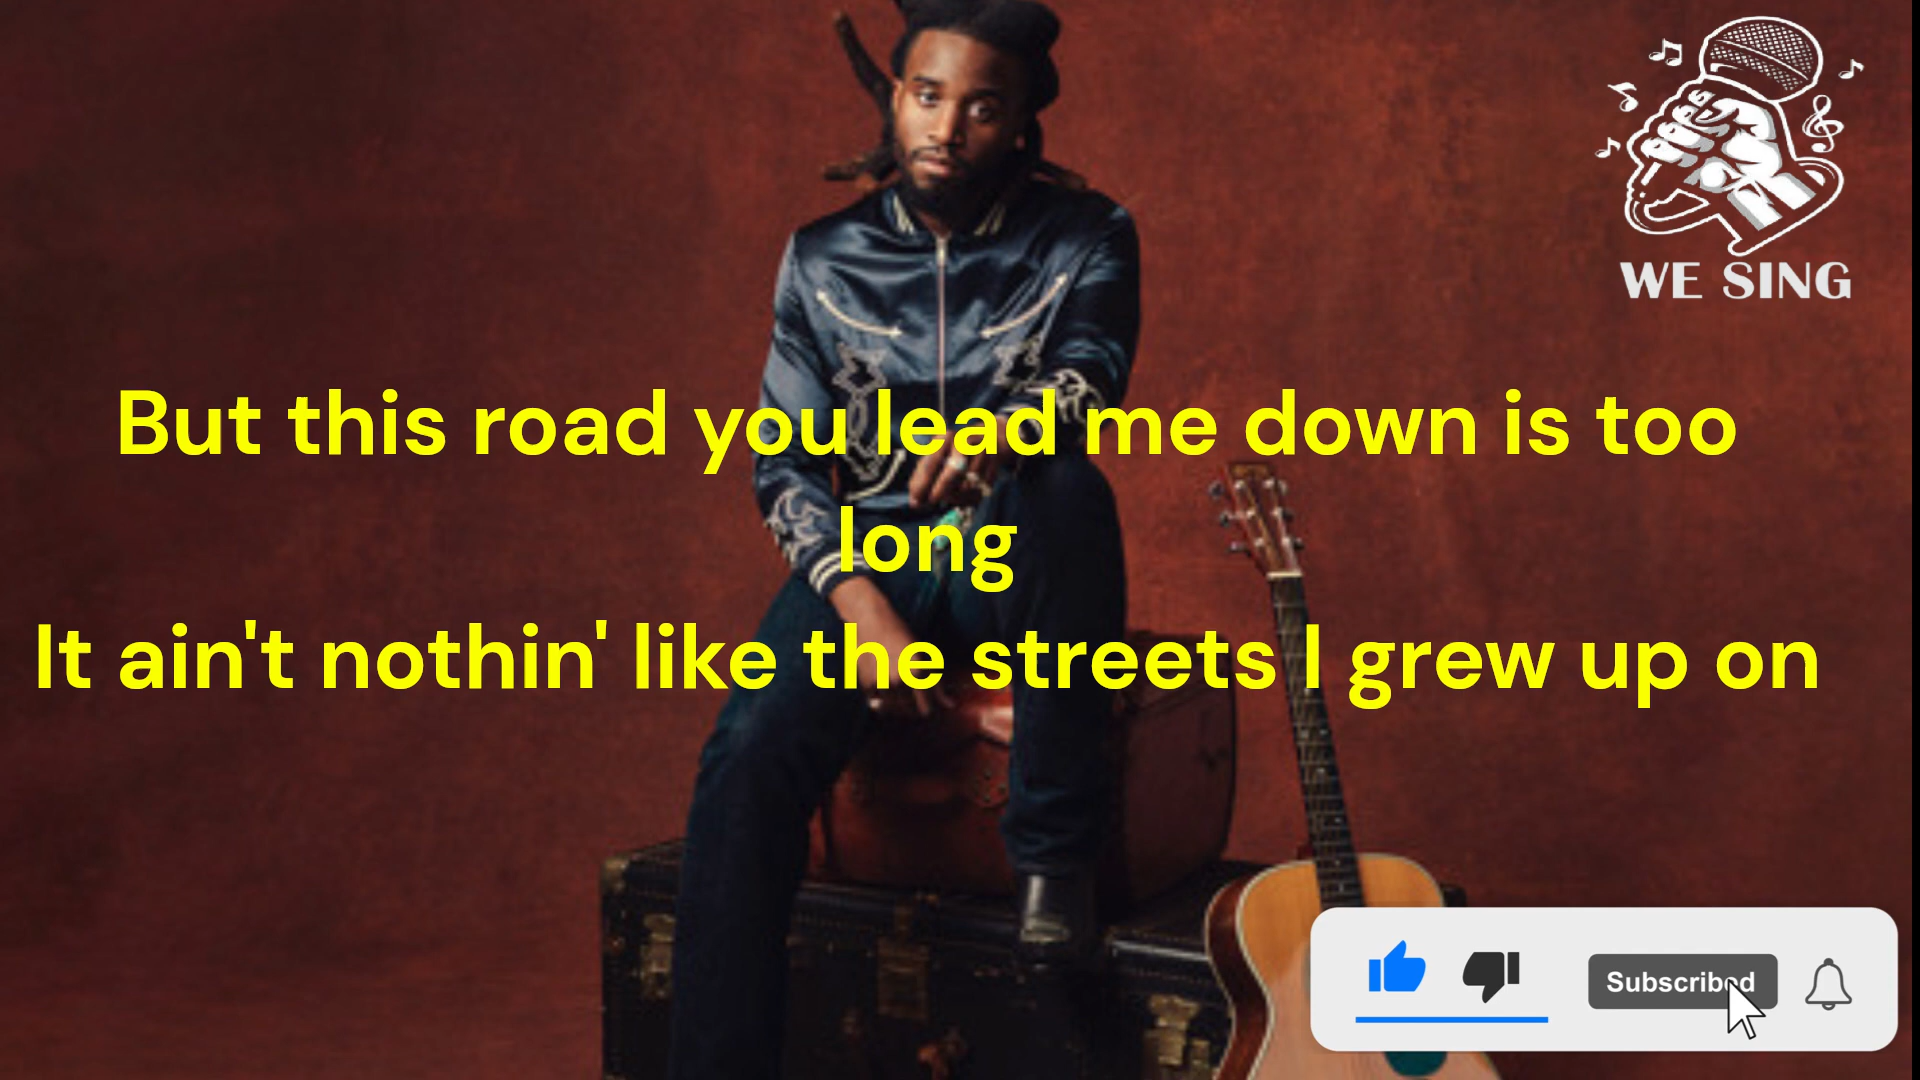 WE SING
But this road you lead me down is too
long
It ain't nothin' like the streets I grew up on
Subscribed